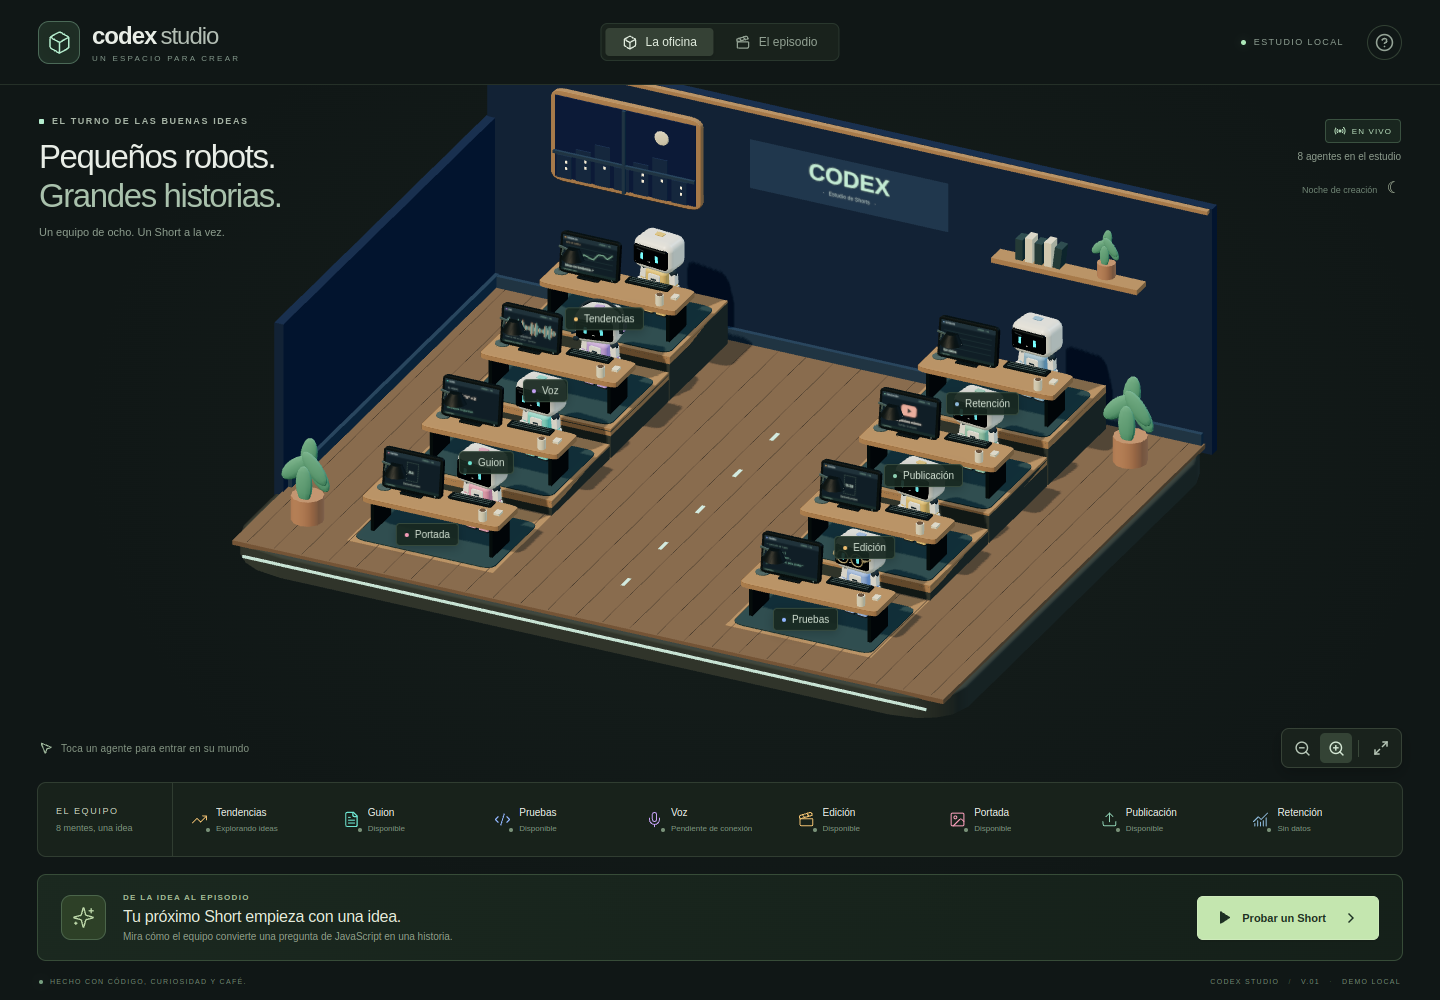 codex studio
UN ESPACIO PARA CREAR
La oficina
El episodio
ESTUDIO LOCAL
EL TURNO DE LAS BUENAS IDEAS
Pequeños robots.
Grandes historias.
Un equipo de ocho. Un Short a la vez.
EN VIVO
8 agentes en el estudio
Noche de creación
CODEX
Estudio de Shorts
Tendencias
Voz
Retención
Guion
Publicación
Portada
Edición
Pruebas
Toca un agente para entrar en su mundo
EL EQUIPO
8 mentes, una idea
Tendencias
Explorando ideas
Guion
Disponible
Pruebas
Disponible
Voz
Pendiente de conexión
Edición
Disponible
Portada
Disponible
Publicación
Disponible
Retención
Sin datos
DE LA IDEA AL EPISODIO
Tu próximo Short empieza con una idea.
Mira cómo el equipo convierte una pregunta de JavaScript en una historia.
Probar un Short
HECHO CON CÓDIGO, CURIOSIDAD Y CAFÉ.
CODEX STUDIO / V.01 DEMO LOCAL